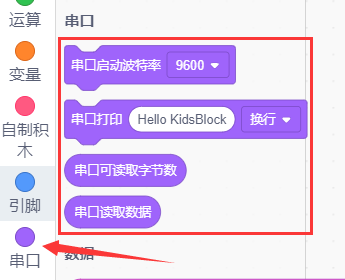 串口
运算
串口启动波特率 9600
变量
串口打印 Hello KidsBlock 换行
自制积
木
串口可读字节数
引脚
串口读取数据
串口
数据